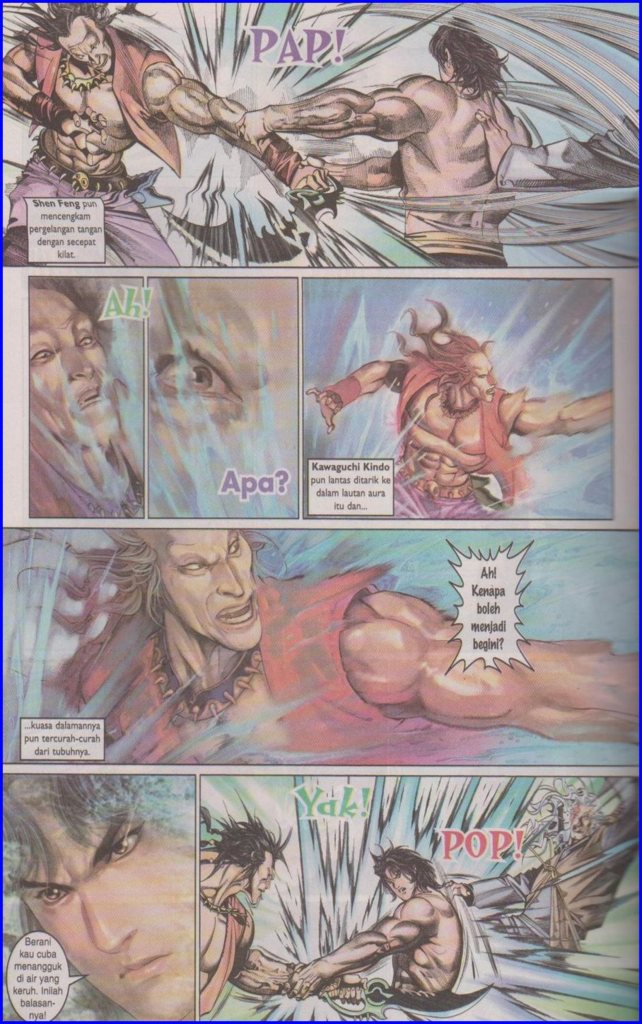 PAP!
Shen Feng pun
mencengkam
pergelangan tangan
dengan secepat
kilat.
Ah!
Apa?
Kawaguchi Kindo
pun lantas ditarik ke
dalam lautan aura
itu dan...
Ah!
Kenapa
boleh
menjadi
begini?
...kuasa dalamannya
pun tercurah-curah
dari tubuhnya.
Yak!
POP!
Berani
kau cuba
menangguk
di air yang
keruh. Inilah
balasan-
nya!